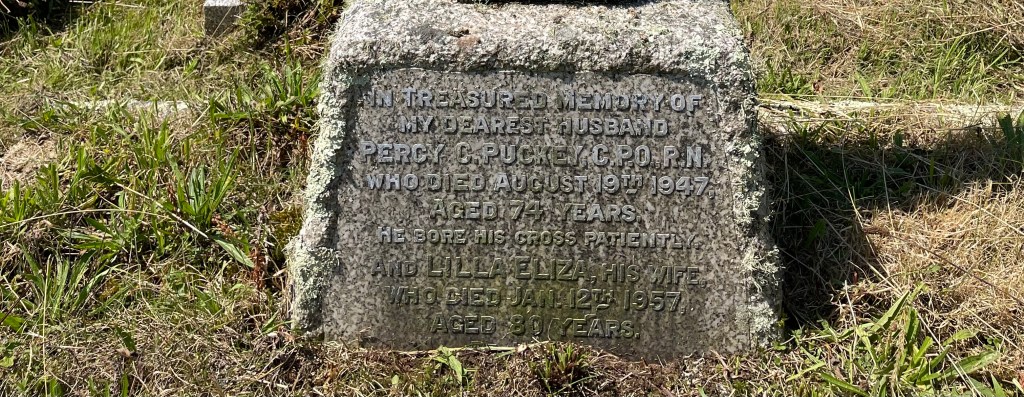 IN TREASURED MEMORY OF
MY DEAREST HUSBAND
PERCY C. PUCKEY, C.P.O. R.N.
WHO DIED AUGUST 19TH 1947,
AGED 74 YEARS.
HE BORE HIS CROSS PATIENTLY.
AND LILLA ELIZA, HIS WIFE,
WHO DIED JAN. 12TH 1957,
AGED 80 YEARS.